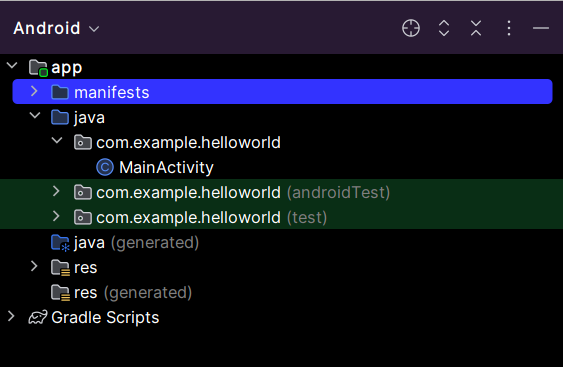 Android
app
manifests
java
com.example.helloworld
C MainActivity
com.example.helloworld (androidTest)
com.example.helloworld (test)
java (generated)
res
res (generated)
Gradle Scripts